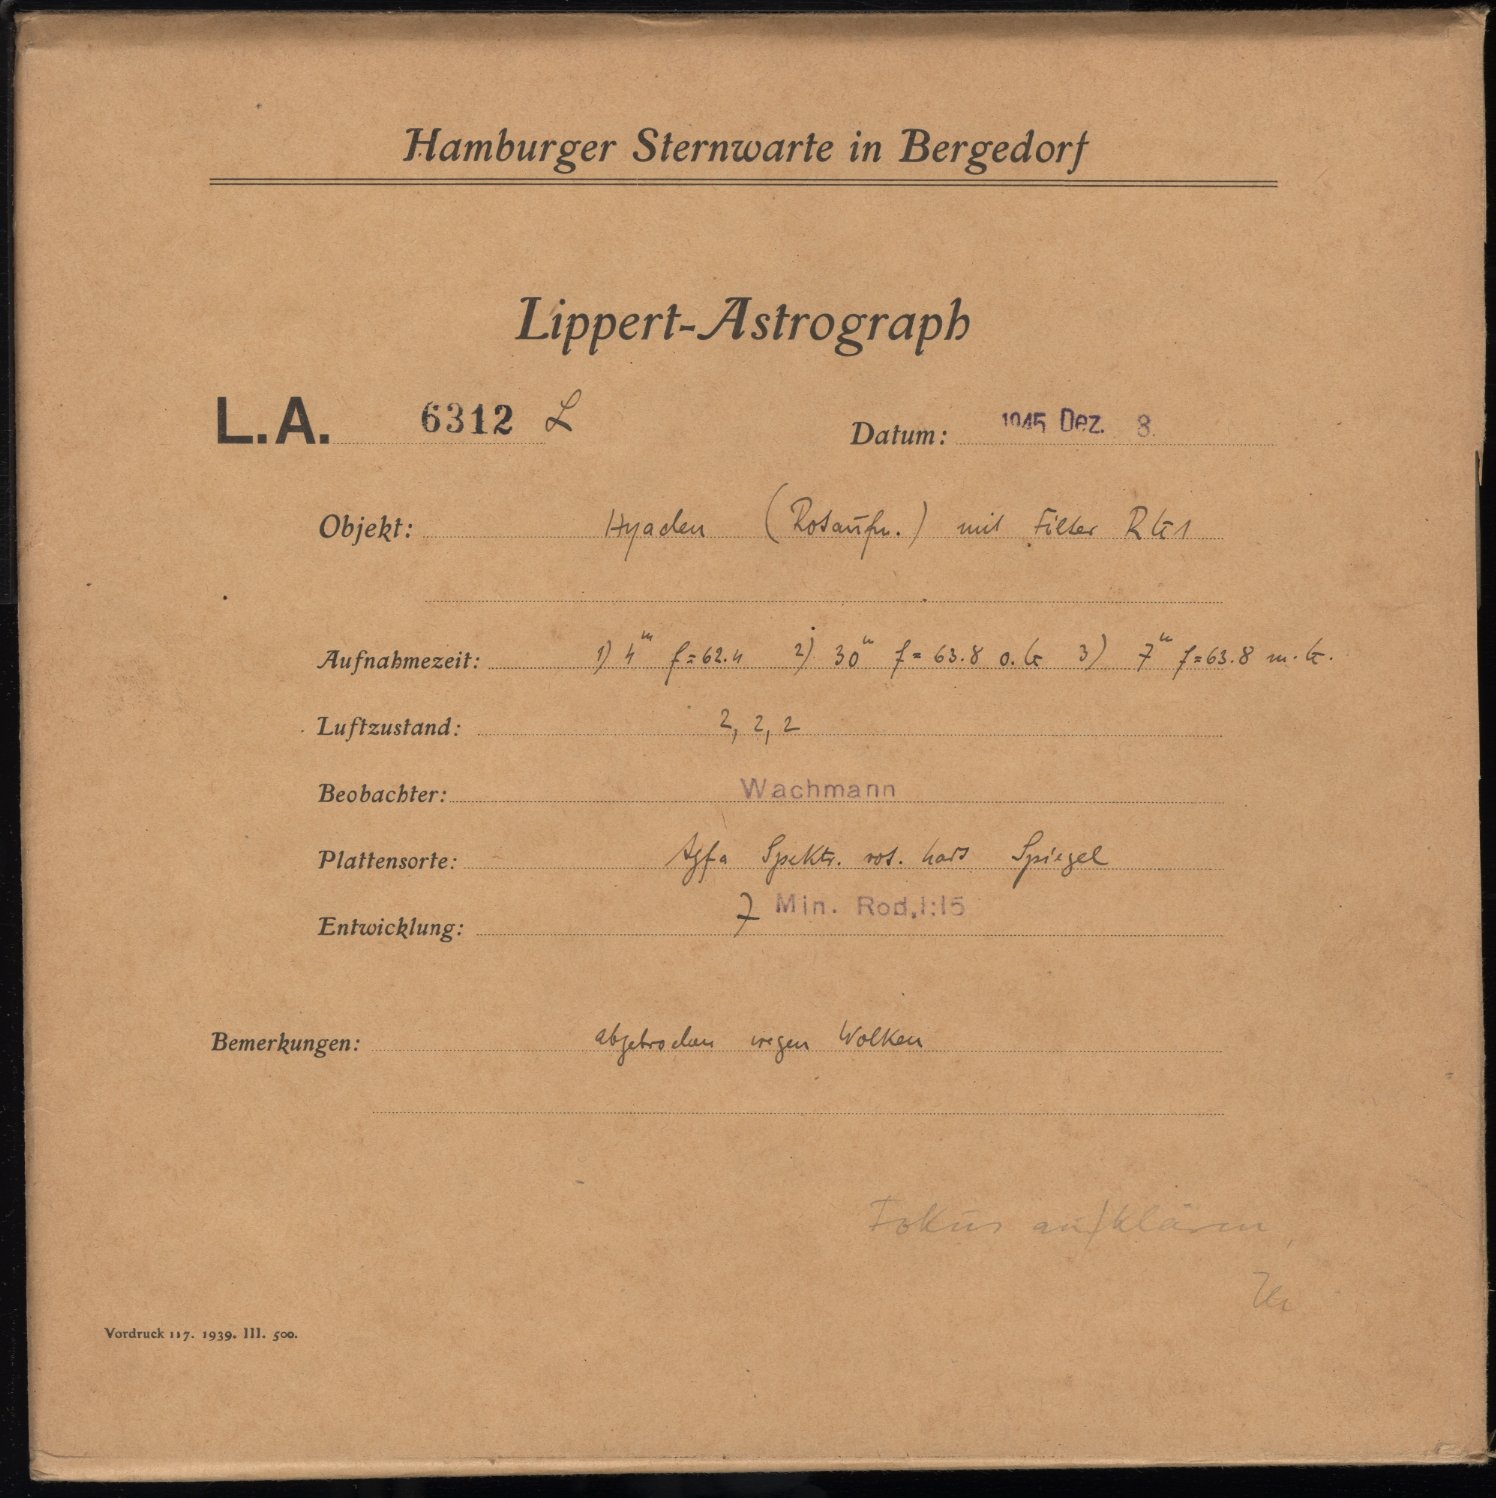 Hamburger Sternwarte in Bergedorf
Lippert-Astrograph
L.A. 6312 L Datum: 1945 Dez. 8.
Objekt: Hyaden (Rotaufn.) mit Filter RG1
Aufnahmezeit: 1) 4m f=62.4 2) 30m f=63.8 o.G 3) 7m f=63.8 m.G.
Luftzustand: 2, 2, 2
Beobachter: Wachmann
Plattensorte: Agfa Spektr. rot. hart Spiegel
Entwicklung: 7 Min. Rod.1:15
Bemerkungen: abgebrochen wegen Wolken
Fokus aufklären,
Vordruck 117. 1939. III. 500.